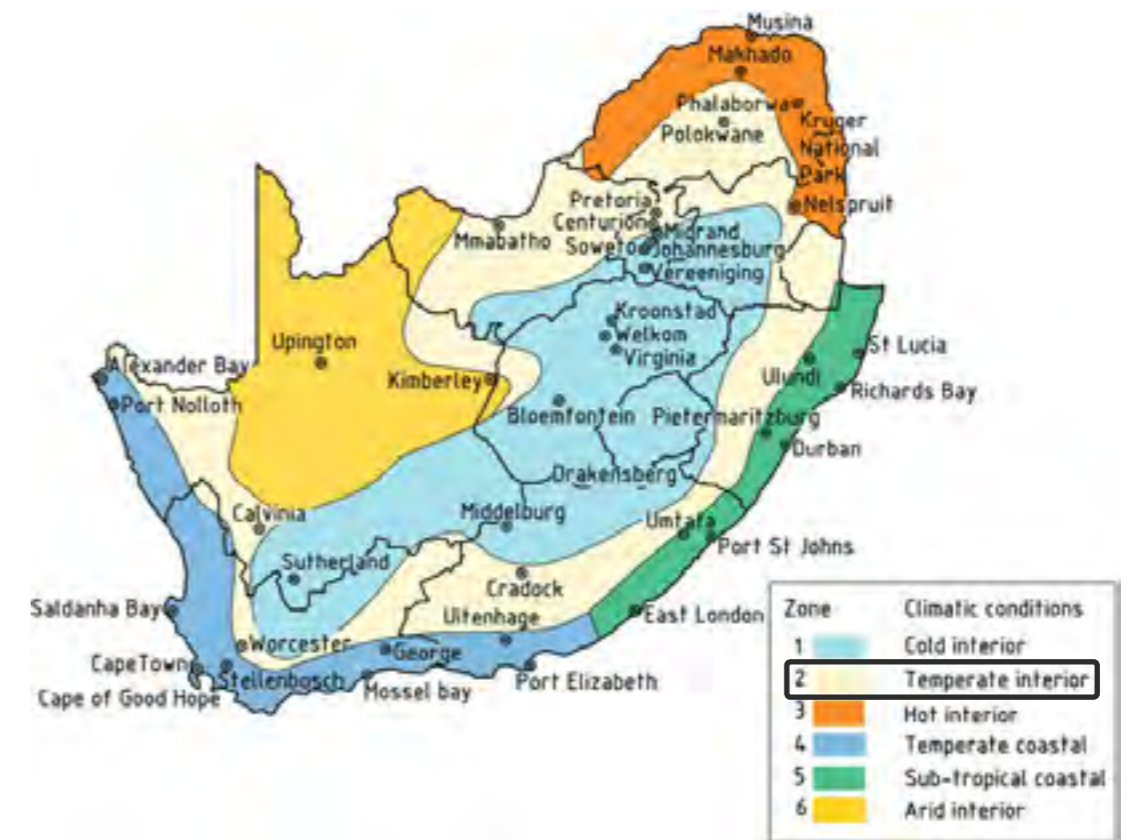 Musina
Makhado
Phalaborwa
Kruger
Polokwane
National
Park
Pretoria
Nelspruit
Centurion
Midrand
Mmabatho
Soweto
Johannesburg
Vereeniging
Kroonstad
Upington
Welkom
St Lucia
Virginia
Alexander Bay
Ulundi
Kimberley
Richards Bay
Port Nolloth
Bloemfontein
Pietermaritzburg
Durban
Drakensberg
Calvinia
Middelburg
Umtata
Port St Johns
Sutherland
Cradock
Saldanha Bay
Uitenhage
East London
Worcester
George
Cape Town
Stellenbosch
Mossel bay
Port Elizabeth
Cape of Good Hope
Zone Climatic conditions
1 Cold interior
2 Temperate interior
3 Hot interior
4 Temperate coastal
5 Sub-tropical coastal
6 Arid interior